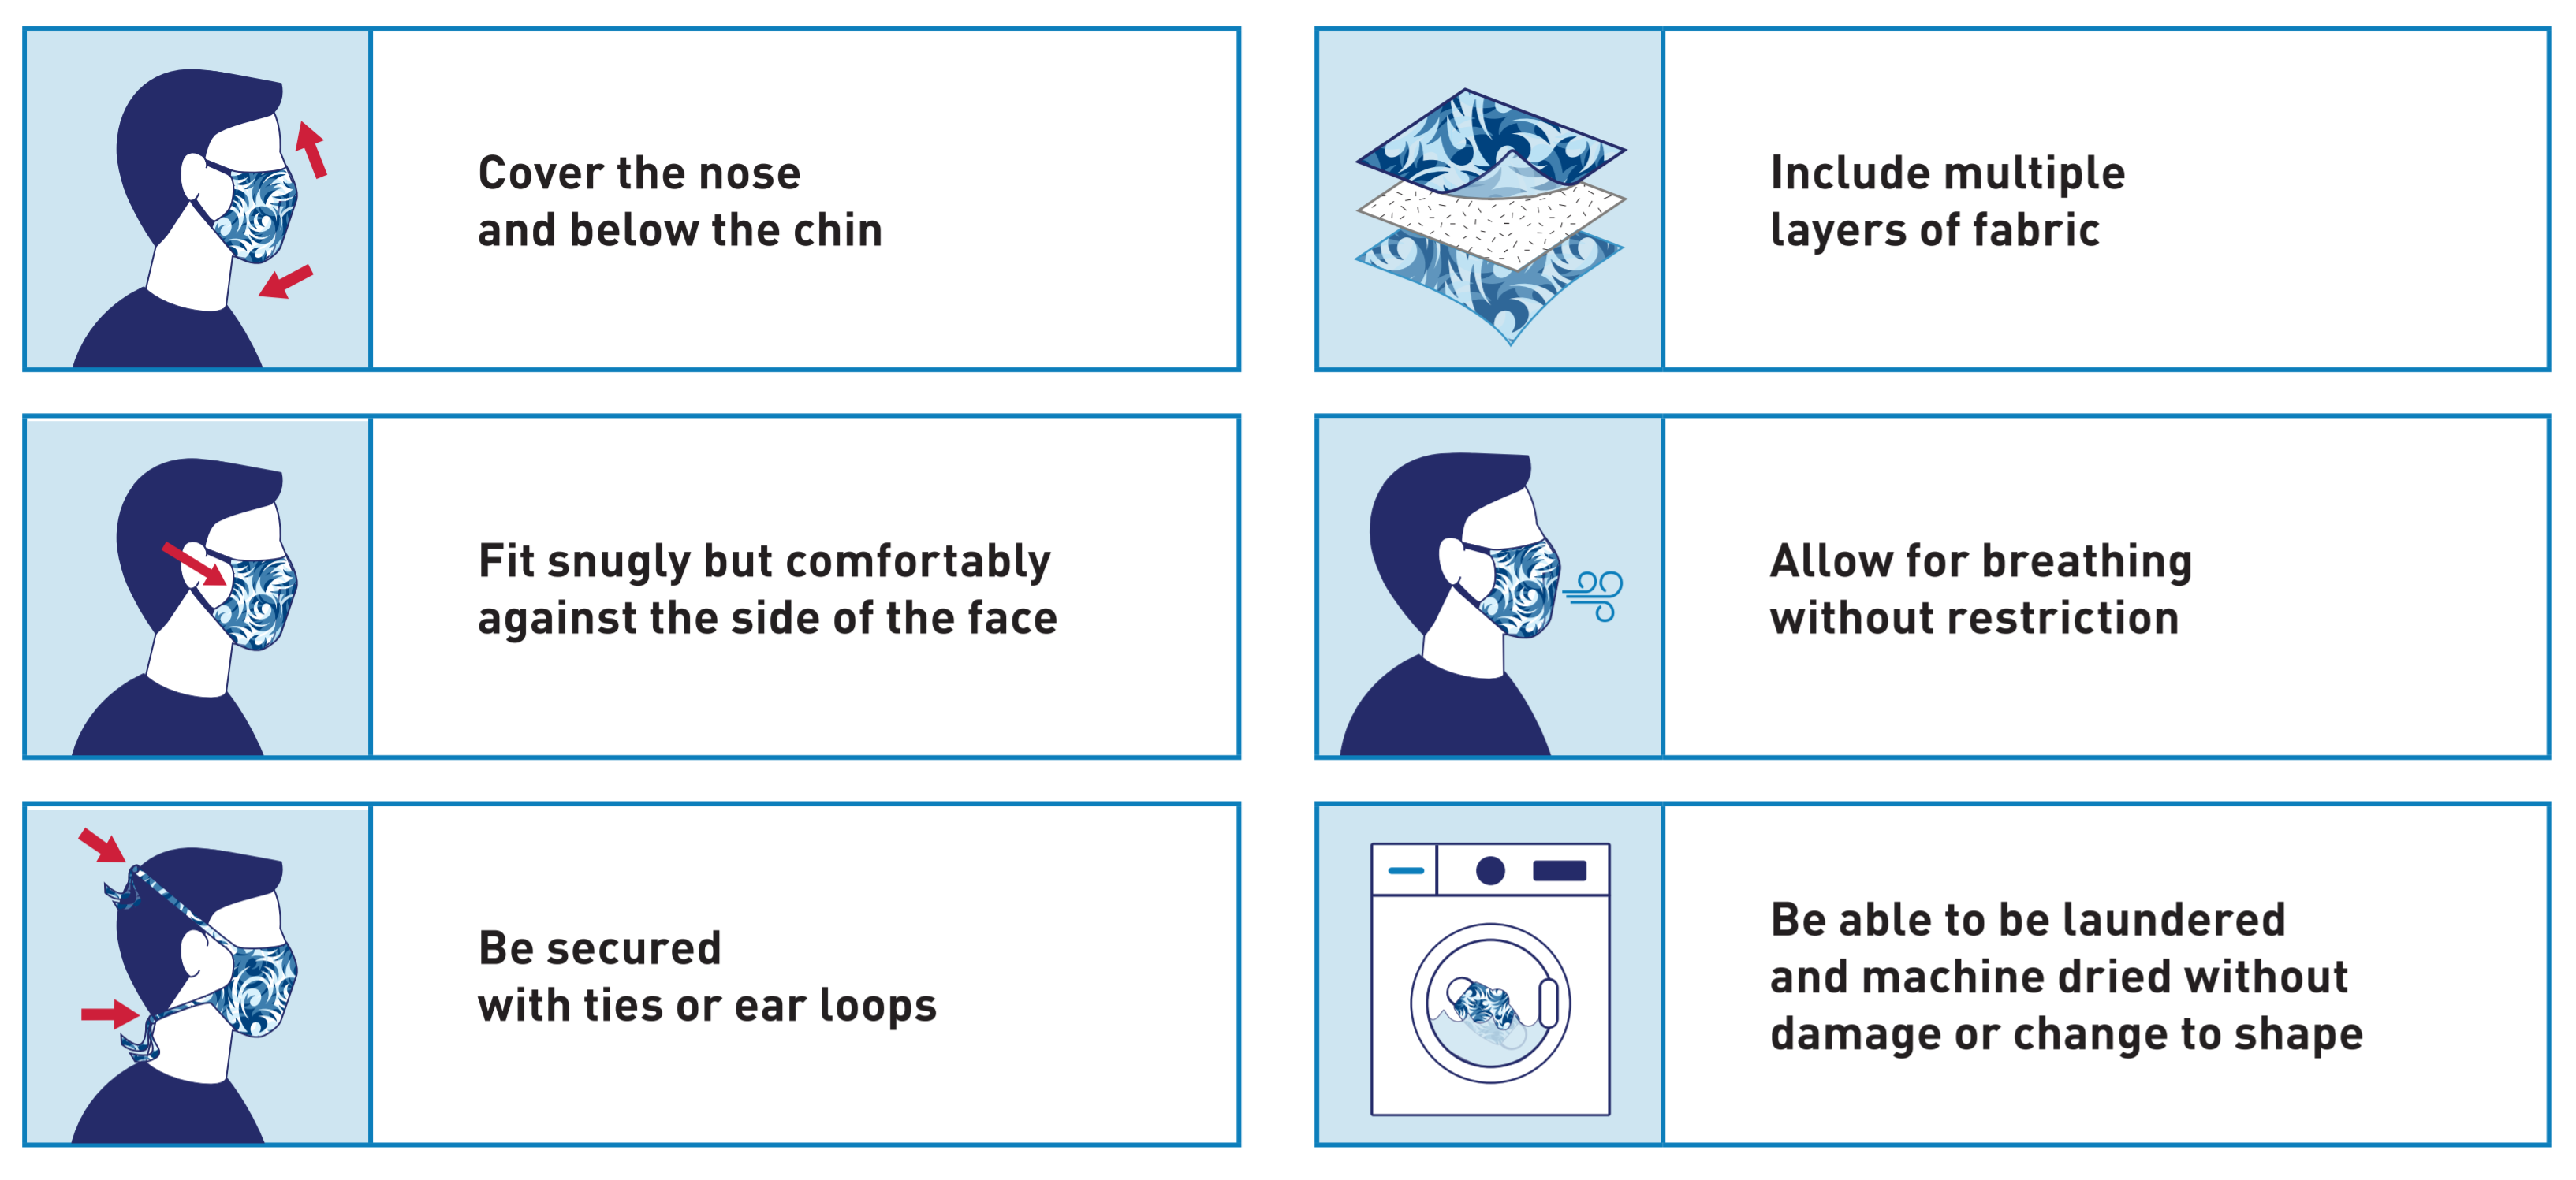 Cover the nose
and below the chin
Include multiple
layers of fabric
Fit snugly but comfortably
against the side of the face
Allow for breathing
without restriction
Be secured
with ties or ear loops
Be able to be laundered
and machine dried without
damage or change to shape